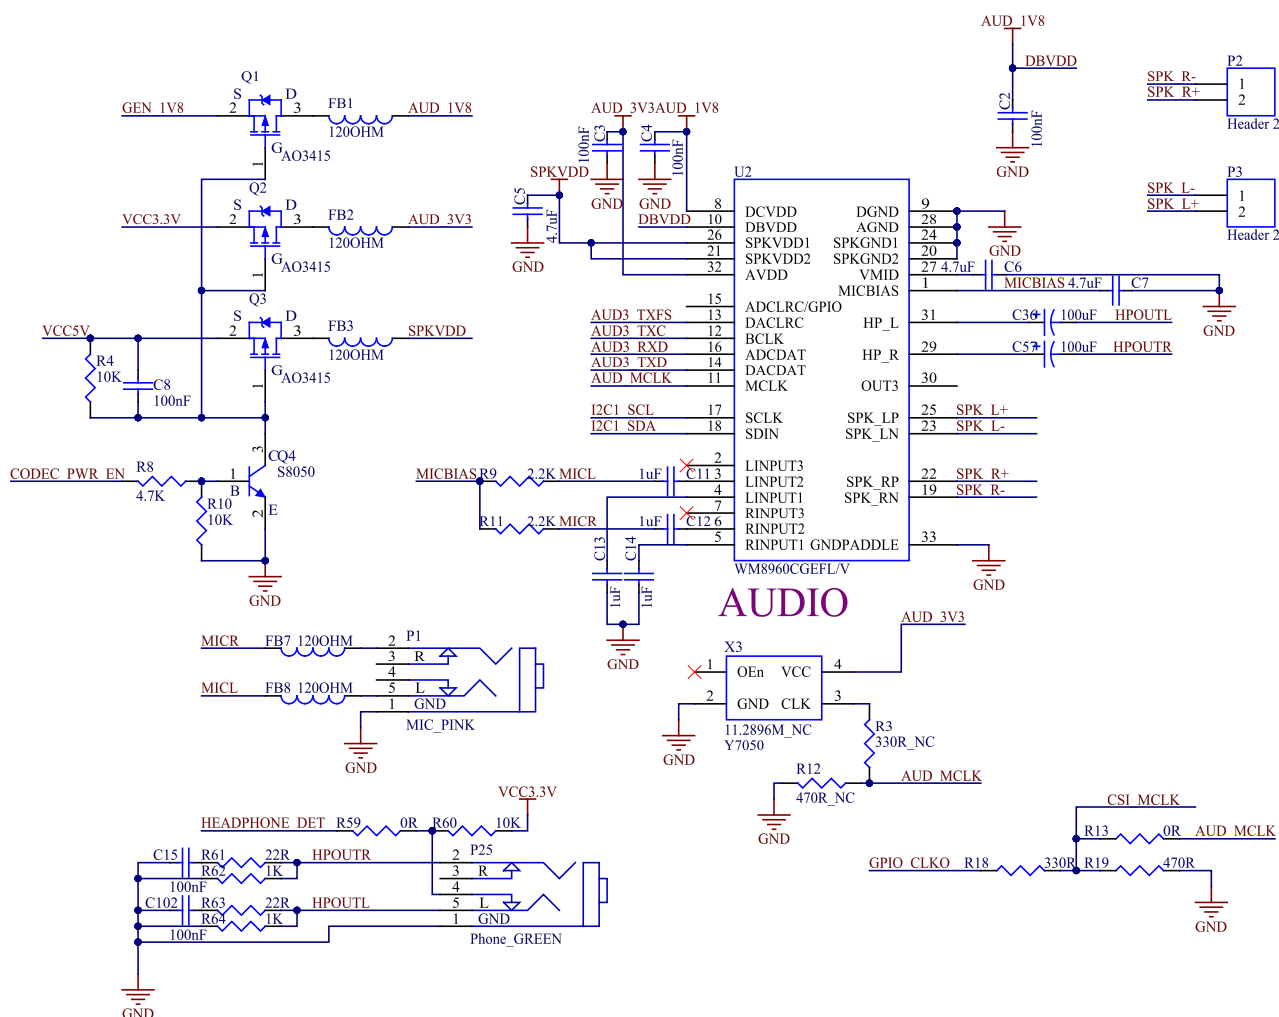 AUD_1V8
DBVDD
C2
100nF
GND
P2
SPK_R-
SPK_R+
1
2
Header 2
P3
SPK_L-
SPK_L+
1
2
Header 2
Q1
GEN_1V8
S
2
D
3
FB1
120OHM
AUD_1V8
G
1
AO3415
Q2
VCC3.3V
S
2
D
3
FB2
120OHM
AUD_3V3
G
1
AO3415
Q3
VCC5V
S
2
D
3
FB3
120OHM
SPKVDD
G
1
AO3415
R4
10K
C8
100nF
CODEC_PWR_EN
R8
4.7K
R10
10K
1
B
3
C
Q4
S8050
2
E
GND
AUD_3V3
AUD_1V8
C3
100nF
C4
100nF
GND
GND
SPKVDD
C5
4.7uF
GND
DBVDD
U2
8 DCVDD
10 DBVDD
26 SPKVDD1
21 SPKVDD2
32 AVDD
15 ADCLRC/GPIO
AUD3_TXFS 13 DACLRC
AUD3_TXC 12 BCLK
AUD3_RXD 16 ADCDAT
AUD3_TXD 14 DACDAT
AUD_MCLK 11 MCLK
I2C1_SCL 17 SCLK
I2C1_SDA 18 SDIN
2 LINPUT3
3 LINPUT2
4 LINPUT1
7 RINPUT3
6 RINPUT2
5 RINPUT1
MICBIAS
R9
2.2K
MICL
1uF
C11
R11
2.2K
MICR
1uF
C12
C13
1uF
C14
1uF
GND
DGND 9
AGND 28
SPKGND1 24
SPKGND2 20
GND
VMID 27 4.7uF C6
MICBIAS 1 MICBIAS 4.7uF C7
GND
HP_L 31 C36 + 100uF HPOUTL
HP_R 29 C57 + 100uF HPOUTR
OUT3 30
SPK_LP 25 SPK_L+
SPK_LN 23 SPK_L-
SPK_RP 22 SPK_R+
SPK_RN 19 SPK_R-
GNDPADDLE 33
GND
WM8960CGEFL/V
AUDIO
MICR
FB7 120OHM
MICL
FB8 120OHM
P1
2
3 R
4
5 L
1 GND
MIC_PINK
GND
AUD_3V3
X3
1 OEn VCC 4
2 GND CLK 3
11.2896M_NC
Y7050
GND
R3
330R_NC
R12
470R_NC
AUD_MCLK
GND
VCC3.3V
HEADPHONE_DET
R59
0R
R60
10K
C15
100nF
R61
22R
HPOUTR
R62
1K
C102
100nF
R63
22R
HPOUTL
R64
1K
P25
2
3 R
4
5 L
1 GND
Phone_GREEN
GND
CSI_MCLK
R13
0R
AUD_MCLK
GPIO_CLKO
R18
330R
R19
470R
GND